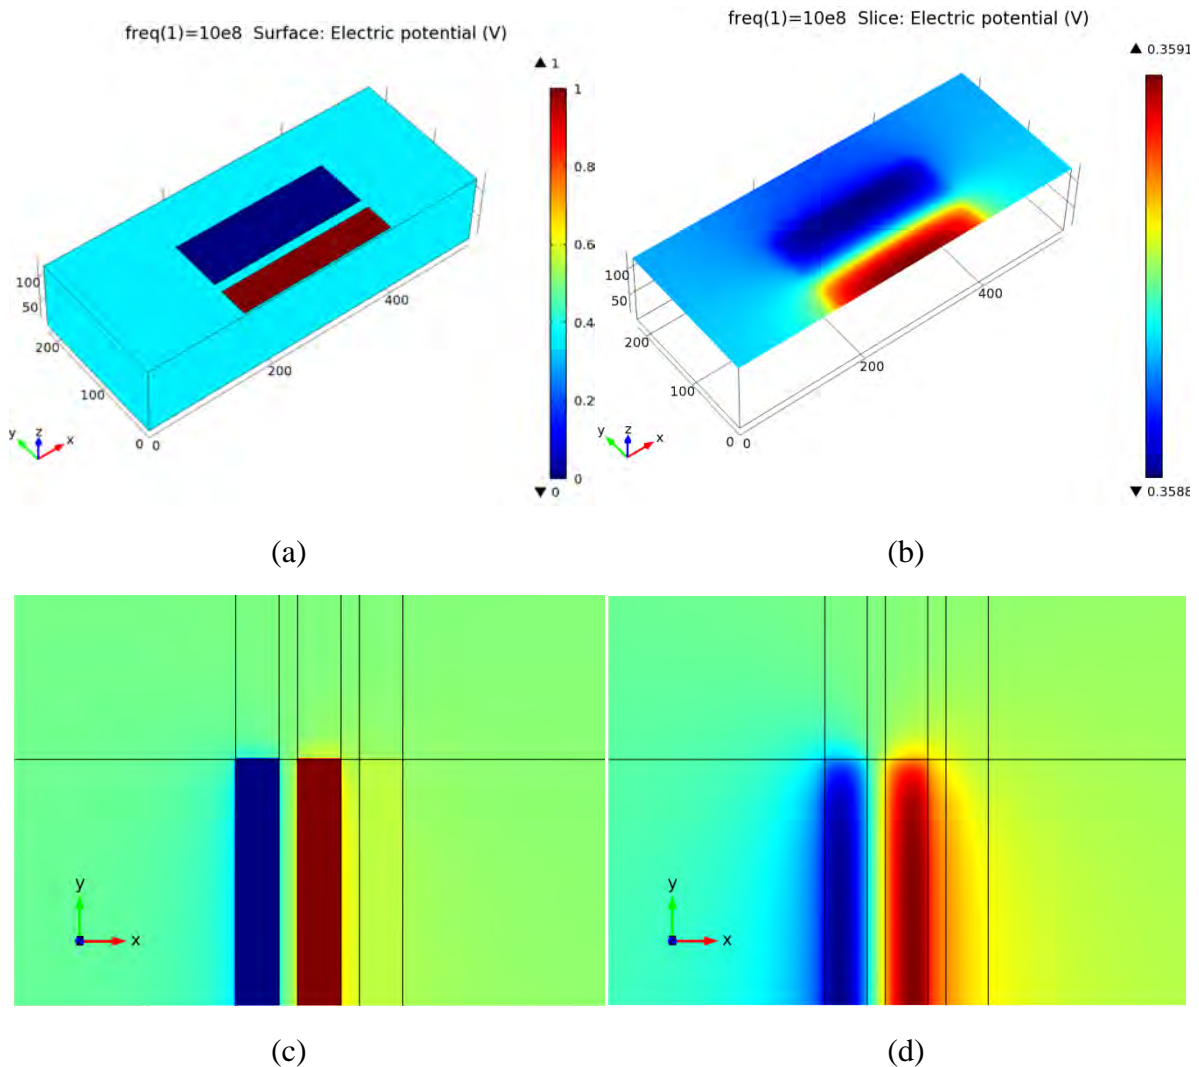 freq(1)=10e8 Surface: Electric potential (V)
▲ 1
1
0.8
0.6
0.4
0.2
0
▼ 0
100
50
200
100
0 0
200
400
y z x
(a)
freq(1)=10e8 Slice: Electric potential (V)
▲ 0.3591
▼ 0.3588
100
50
200
100
0 0
200
400
y z x
(b)
y
x
(c)
y
x
(d)